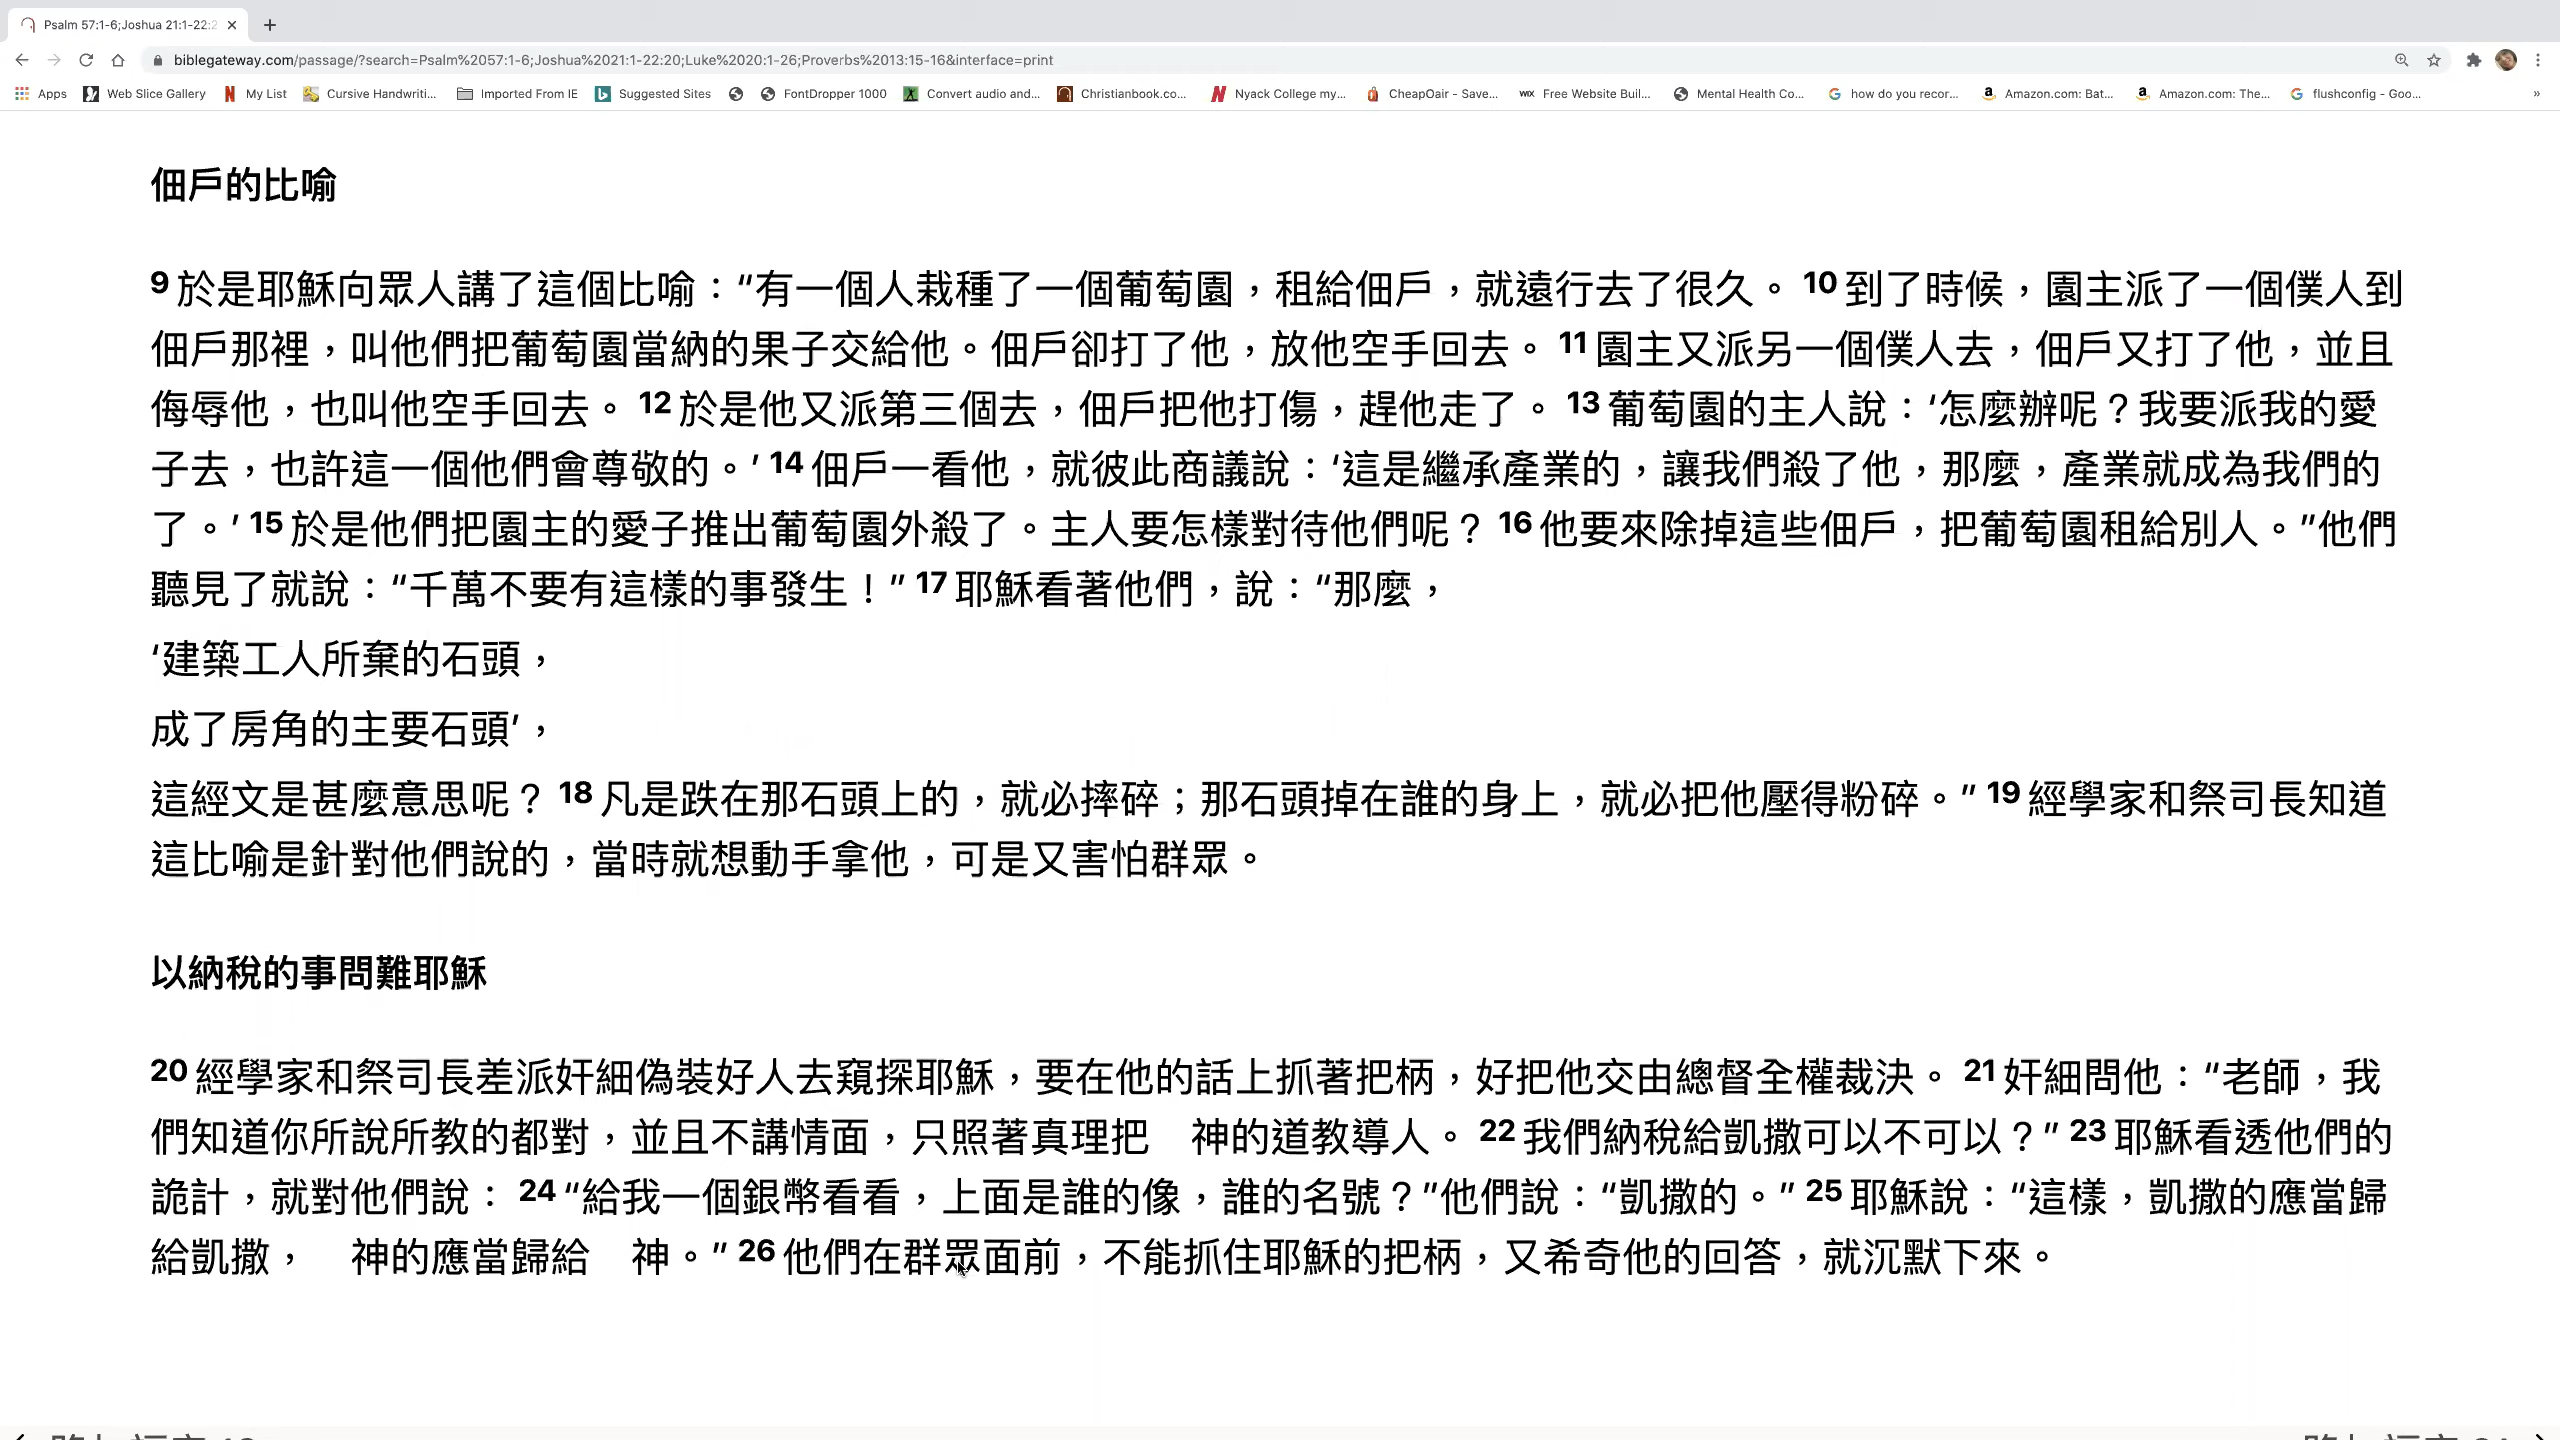 Psalm 57:1-6;Joshua 21:1-22:2
biblegateway.com/passage/?search=Psalm%2057:1-6;Joshua%2021:1-22:20;Luke%2020:1-26;Proverbs%2013:15-16&interface=print
Apps Web Slice Gallery My List Cursive Handwriti... Imported From IE Suggested Sites FontDropper 1000 Convert audio and... Christianbook.co... Nyack College my... CheapOair - Save... Free Website Buil... Mental Health Co... how do you recor... Amazon.com: Bat... Amazon.com: The... flushconfig - Goo... »
佃戶的比喻
9 於是耶穌向眾人講了這個比喻：“有一個人栽種了一個葡萄園，租給佃戶，就遠行去了很久。 10 到了時候，園主派了一個僕人到
佃戶那裡，叫他們把葡萄園當納的果子交給他。佃戶卻打了他，放他空手回去。 11 園主又派另一個僕人去，佃戶又打了他，並且
侮辱他，也叫他空手回去。 12 於是他又派第三個去，佃戶把他打傷，趕他走了。 13 葡萄園的主人說：‘怎麼辦呢？我要派我的愛
子去，也許這一個他們會尊敬的。’ 14 佃戶一看他，就彼此商議說：‘這是繼承產業的，讓我們殺了他，那麼，產業就成為我們的
了。’ 15 於是他們把園主的愛子推出葡萄園外殺了。主人要怎樣對待他們呢？ 16 他要來除掉這些佃戶，把葡萄園租給別人。”他們
聽見了就說：“千萬不要有這樣的事發生！” 17 耶穌看著他們，說：“那麼，
‘建築工人所棄的石頭，
成了房角的主要石頭’，
這經文是甚麼意思呢？ 18 凡是跌在那石頭上的，就必摔碎；那石頭掉在誰的身上，就必把他壓得粉碎。” 19 經學家和祭司長知道
這比喻是針對他們說的，當時就想動手拿他，可是又害怕群眾。
以納稅的事問難耶穌
20 經學家和祭司長差派奸細偽裝好人去窺探耶穌，要在他的話上抓著把柄，好把他交由總督全權裁決。 21 奸細問他：“老師，我
們知道你所說所教的都對，並且不講情面，只照著真理把　神的道教導人。 22 我們納稅給凱撒可以不可以？” 23 耶穌看透他們的
詭計，就對他們說： 24 “給我一個銀幣看看，上面是誰的像，誰的名號？”他們說：“凱撒的。” 25 耶穌說：“這樣，凱撒的應當歸
給凱撒，　神的應當歸給　神。” 26 他們在群眾面前，不能抓住耶穌的把柄，又希奇他的回答，就沉默下來。